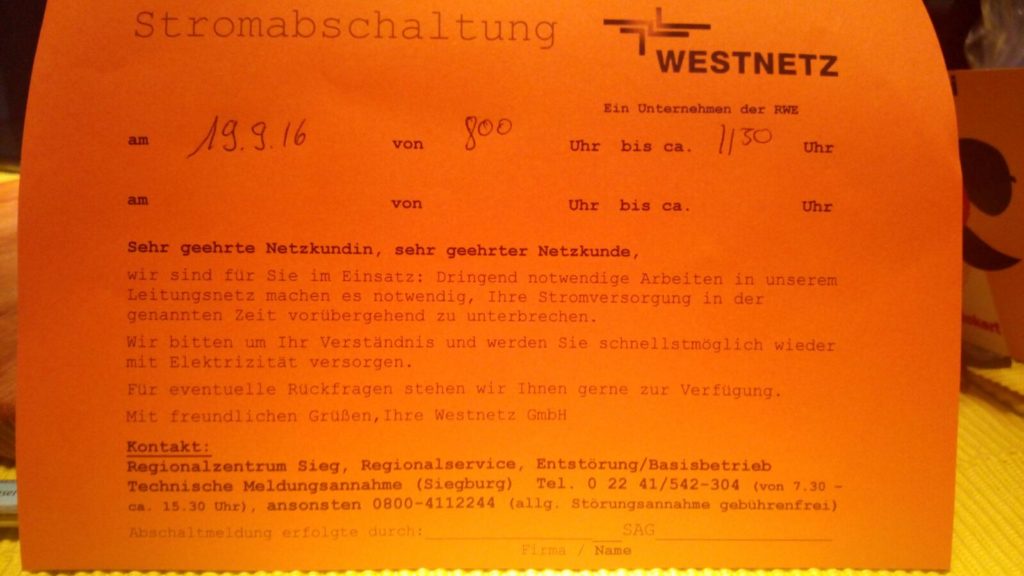 Stromabschaltung
WESTNETZ
Ein Unternehmen der RWE
am 19.9.16 von 800 Uhr bis ca. 1130 Uhr
am von Uhr bis ca. Uhr
Sehr geehrte Netzkundin, sehr geehrter Netzkunde,
wir sind für Sie im Einsatz: Dringend notwendige Arbeiten in unserem
Leitungsnetz machen es notwendig, Ihre Stromversorgung in der
genannten Zeit vorübergehend zu unterbrechen.
Wir bitten um Ihr Verständnis und werden Sie schnellstmöglich wieder
mit Elektrizität versorgen.
Für eventuelle Rückfragen stehen wir Ihnen gerne zur Verfügung.
Mit freundlichen Grüßen,Ihre Westnetz GmbH
Kontakt:
Regionalzentrum Sieg, Regionalservice, Entstörung/Basisbetrieb
Technische Meldungsannahme (Siegburg) Tel. 0 22 41/542-304 (von 7.30 –
ca. 15.30 Uhr), ansonsten 0800-4112244 (allg. Störungsannahme gebührenfrei)
Abschaltmeldung erfolgte durch:____________________SAG____________________
Firma / Name